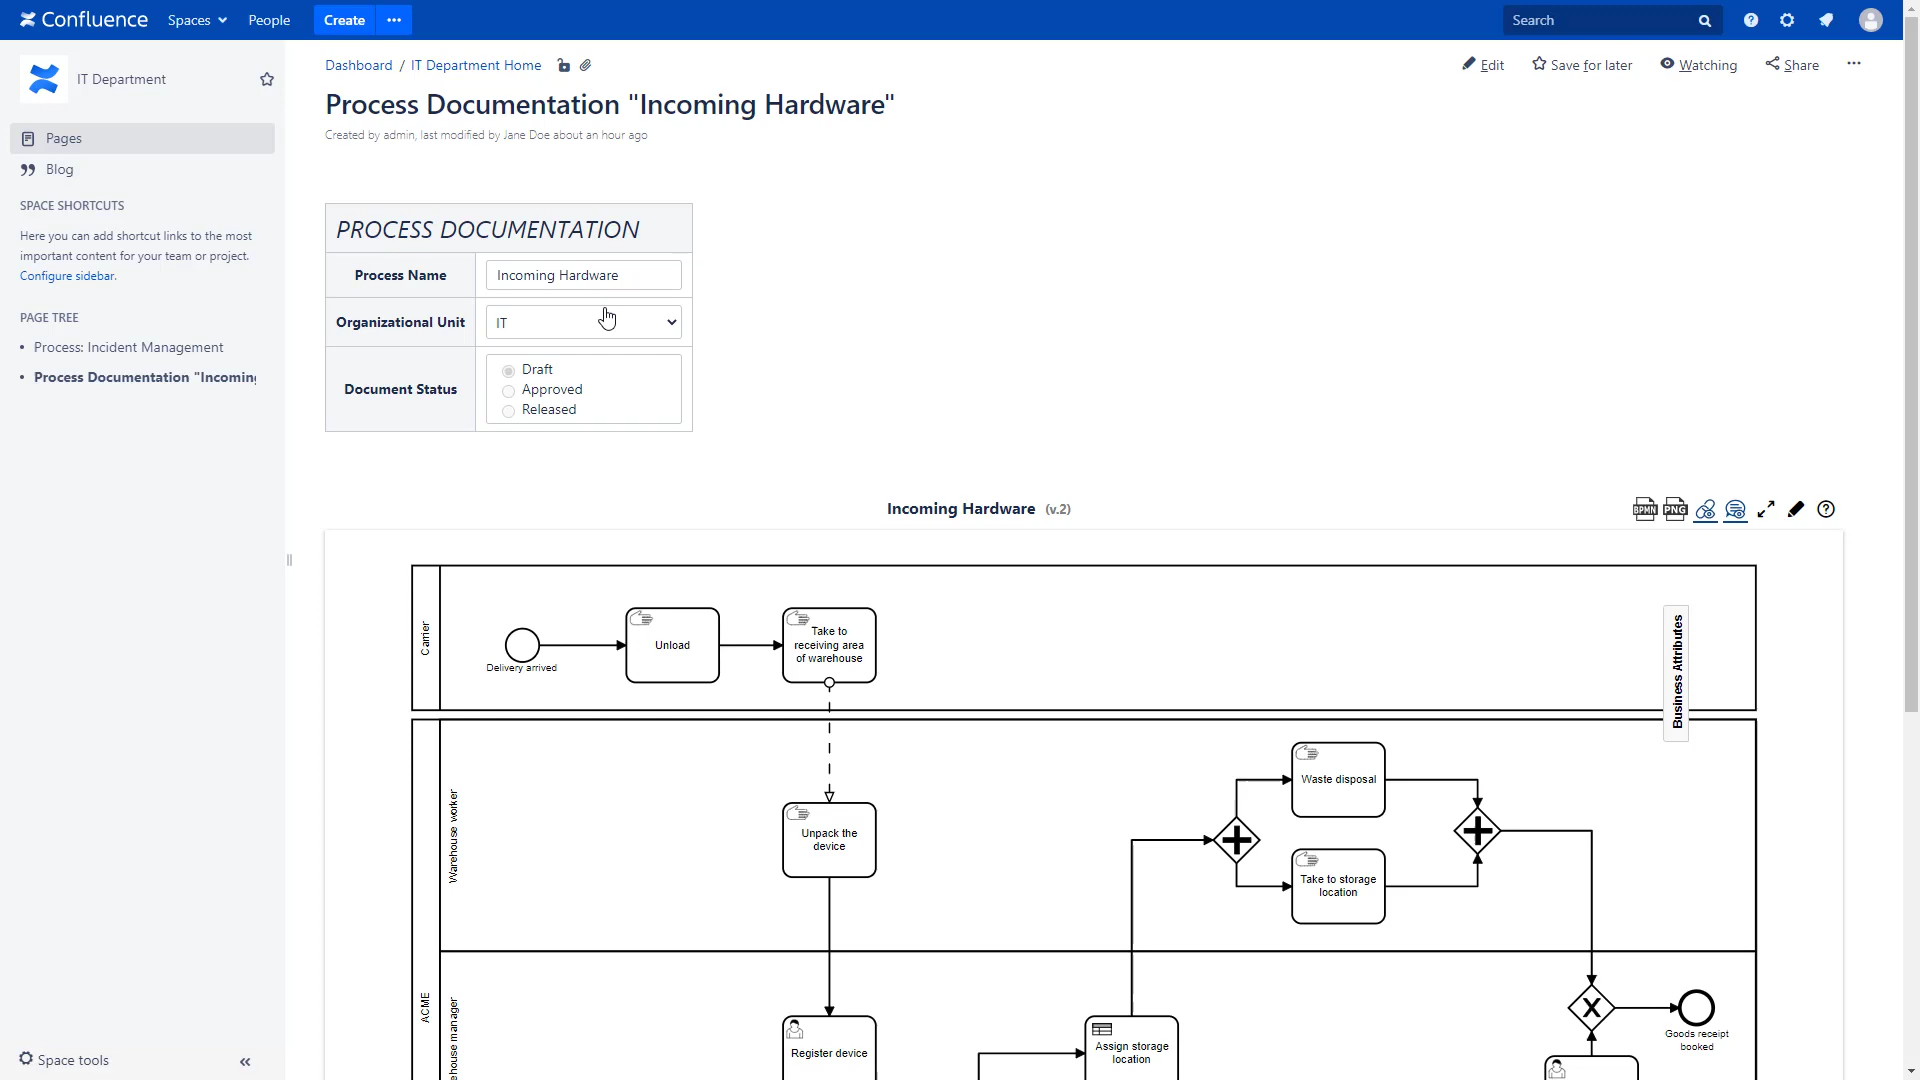 Confluence Spaces People Create ··· Search
IT Department
Pages
Blog
SPACE SHORTCUTS
Here you can add shortcut links to the most
important content for your team or project.
Configure sidebar.
PAGE TREE
• Process: Incident Management
• Process Documentation "Incoming
Space tools
Dashboard / IT Department Home
Edit Save for later Watching Share ···
Process Documentation "Incoming Hardware"
Created by admin, last modified by Jane Doe about an hour ago
PROCESS DOCUMENTATION
Process Name Incoming Hardware
Organizational Unit IT
Document Status
Draft
Approved
Released
Incoming Hardware (v.2)
BPMN PNG
Carrier
Delivery arrived
Unload
Take to
receiving area
of warehouse
Business Attributes
ACME
Warehouse worker
Unpack the
device
Waste disposal
Take to storage
location
house manager
Register device
Assign storage
location
X
Goods receipt
booked